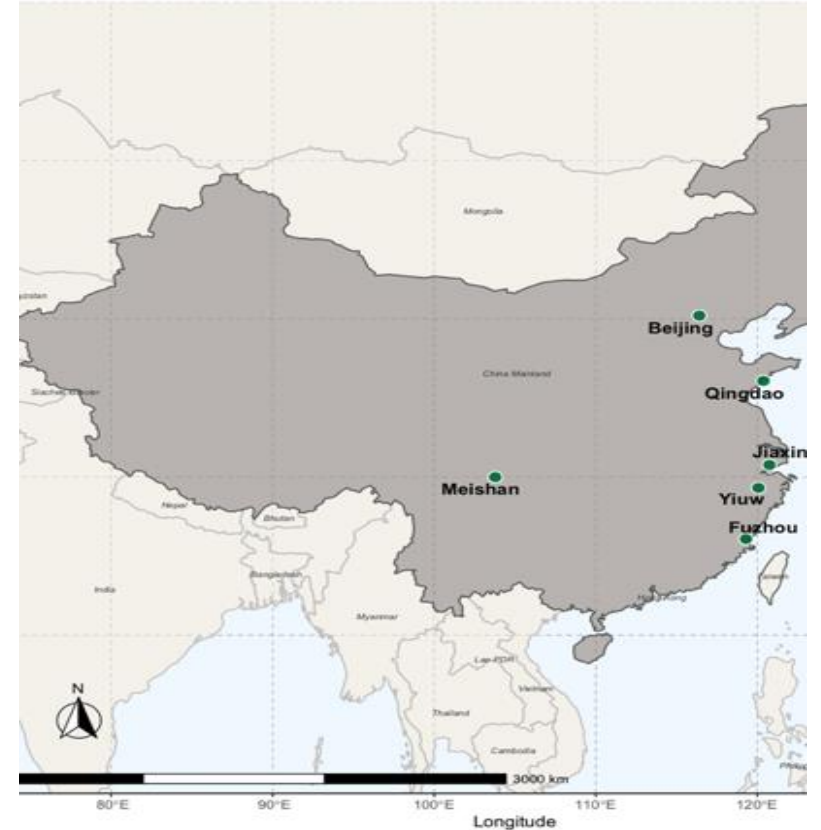 Mongolia
Beijing
yzstan
China Mainland
Qingdao
Jiaxin
Meishan
Yiuw
Nepal
Bhutan
Fuzhou
Bangladesh
India
Myanmar
Lao PDR
Vietnam
N
Thailand
Cambodia
3000 km
80°E 90°E 100°E 110°E 120°E
Longitude